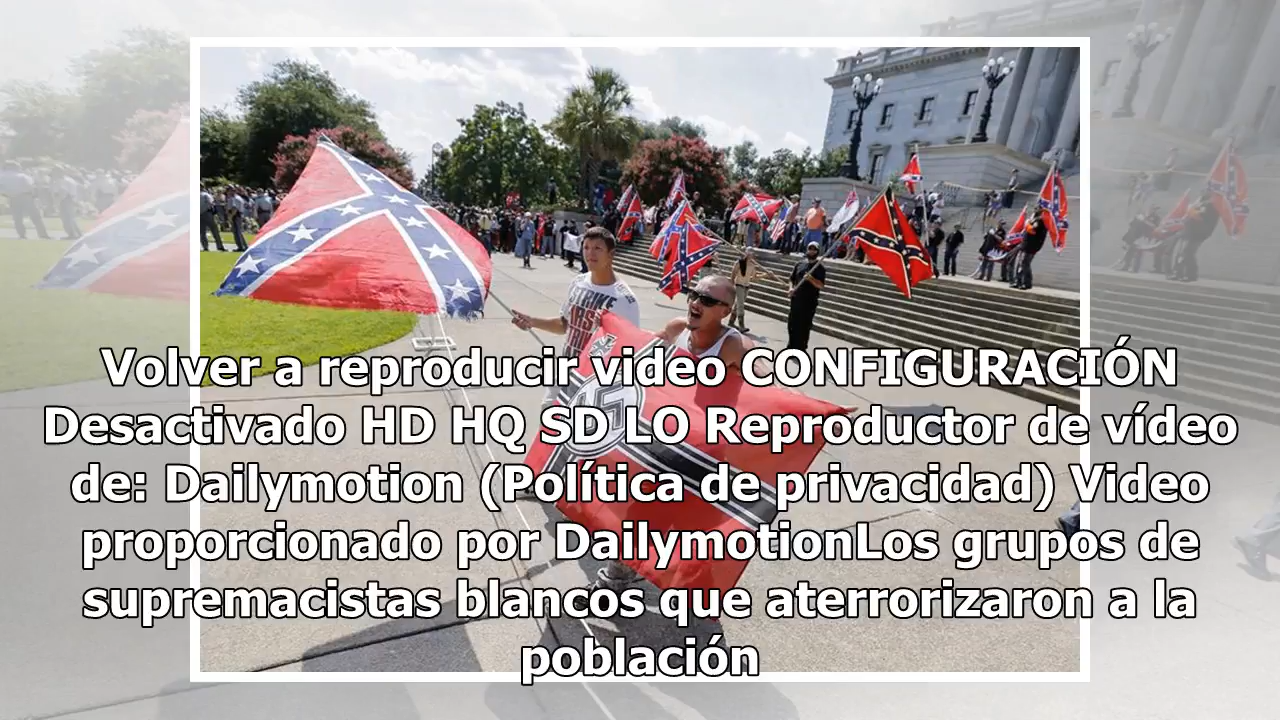 Volver a reproducir video CONFIGURACIÓN
Desactivado HD HQ SD LO Reproductor de vídeo
de: Dailymotion (Política de privacidad) Video
proporcionado por DailymotionLos grupos de
supremacistas blancos que aterrorizaron a la
población
STRIKE